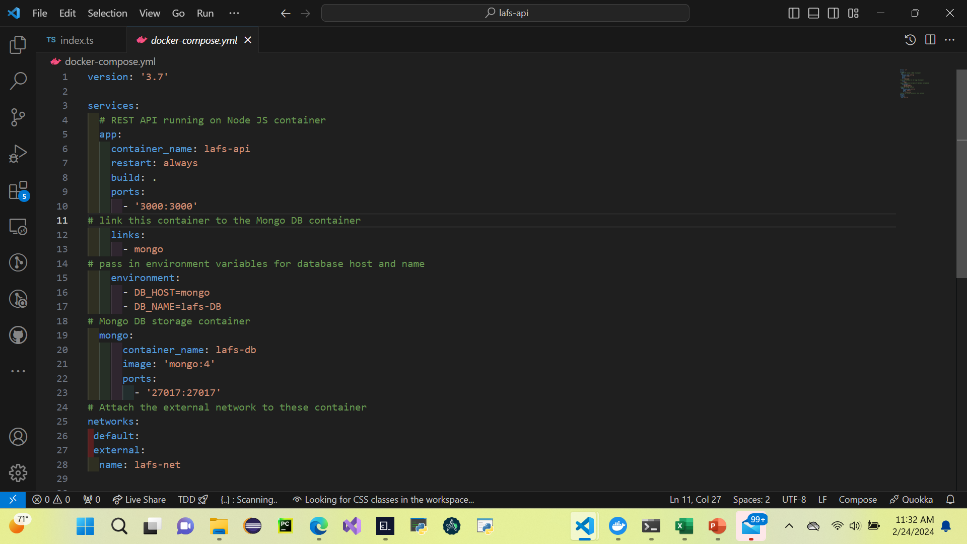 File Edit Selection View Go Run ··· lafs-api
TS index.ts docker-compose.yml
docker-compose.yml
1 version: '3.7'
2
3 services:
4 # REST API running on Node JS container
5 app:
6 container_name: lafs-api
7 restart: always
8 build: .
9 ports:
10 - '3000:3000'
11 # link this container to the Mongo DB container
12 links:
13 - mongo
14 # pass in environment variables for database host and name
15 environment:
16 - DB_HOST=mongo
17 - DB_NAME=lafs-DB
18 # Mongo DB storage container
19 mongo:
20 container_name: lafs-db
21 image: 'mongo:4'
22 ports:
23 - '27017:27017'
24 # Attach the external network to these container
25 networks:
26 default:
27 external:
28 name: lafs-net
29
5
0 0 0 Live Share TDD {..} : Scanning.. Looking for CSS classes in the workspace... Ln 11, Col 27 Spaces: 2 UTF-8 LF Compose Quokka
71° PC EL 99+ 11:32 AM
2/24/2024